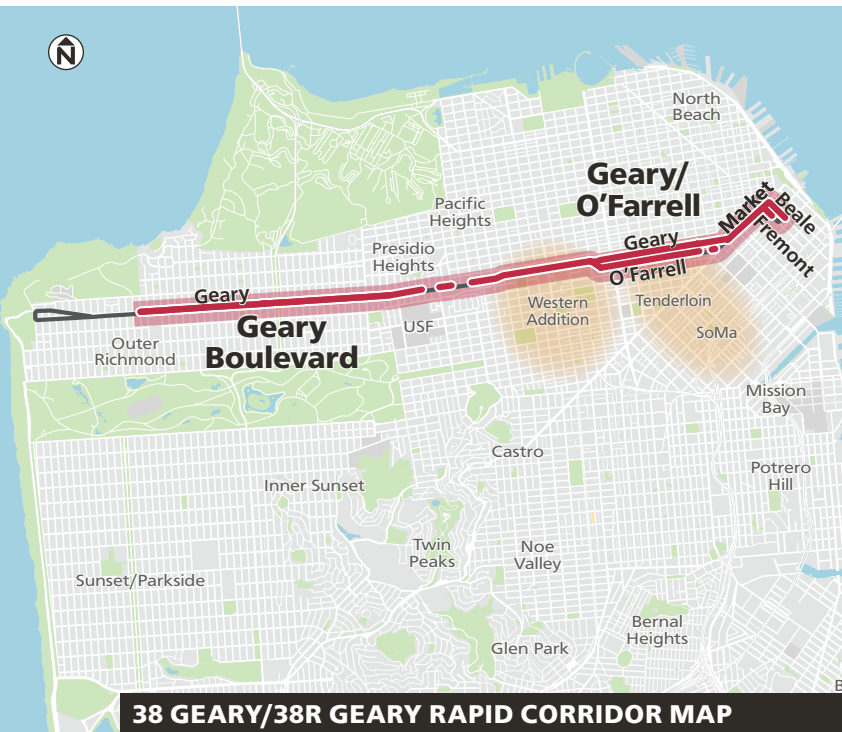 N
North
Beach
Geary/
O’Farrell
Pacific
Heights
Market
Beale
Fremont
Geary
O’Farrell
Presidio
Heights
Geary
Geary
Boulevard
USF
Western
Addition
Tenderloin
SoMa
Outer
Richmond
Mission
Bay
Castro
Potrero
Hill
Inner Sunset
Twin
Peaks
Noe
Valley
Sunset/Parkside
Bernal
Heights
Glen Park
B
38 GEARY/38R GEARY RAPID CORRIDOR MAP